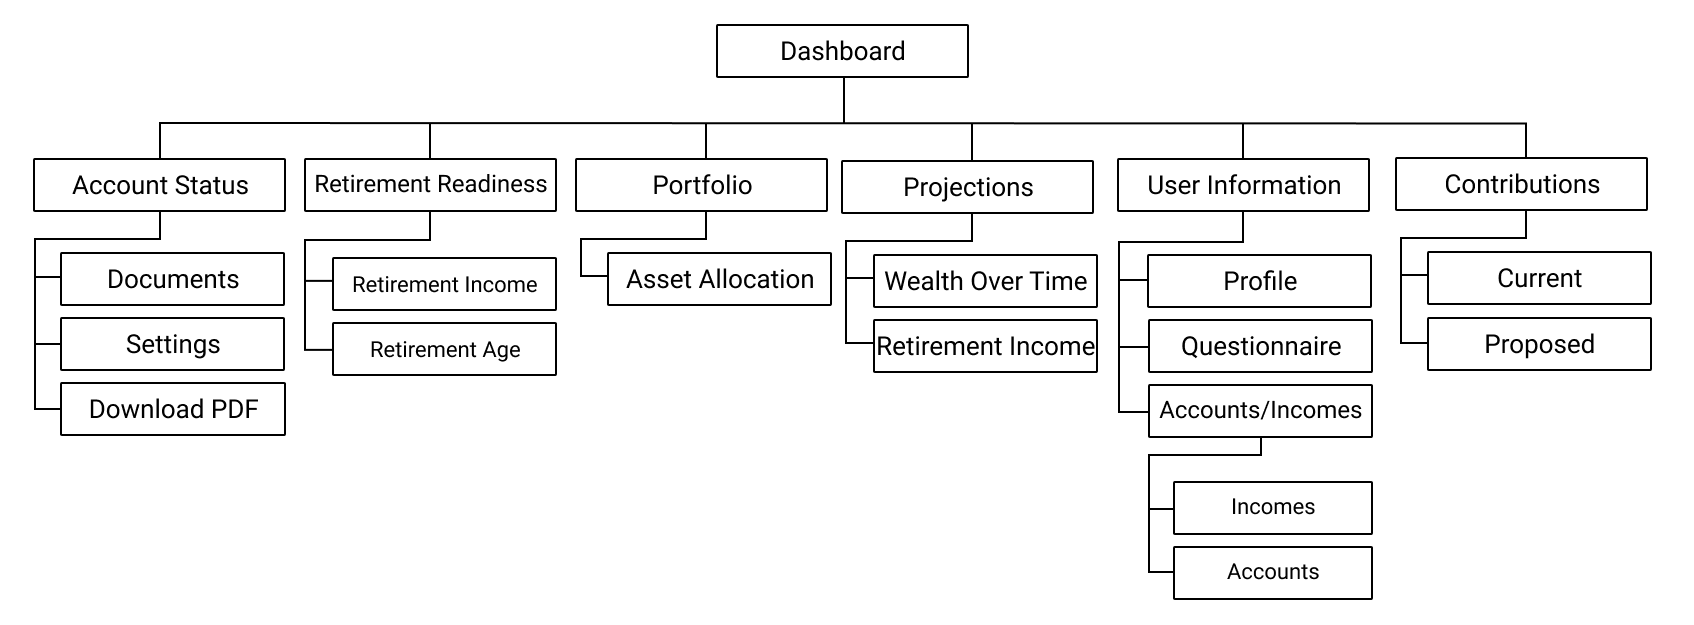 Dashboard
Account Status
Retirement Readiness
Portfolio
Projections
User Information
Contributions
Documents
Settings
Download PDF
Retirement Income
Retirement Age
Asset Allocation
Wealth Over Time
Retirement Income
Profile
Questionnaire
Accounts/Incomes
Incomes
Accounts
Current
Proposed